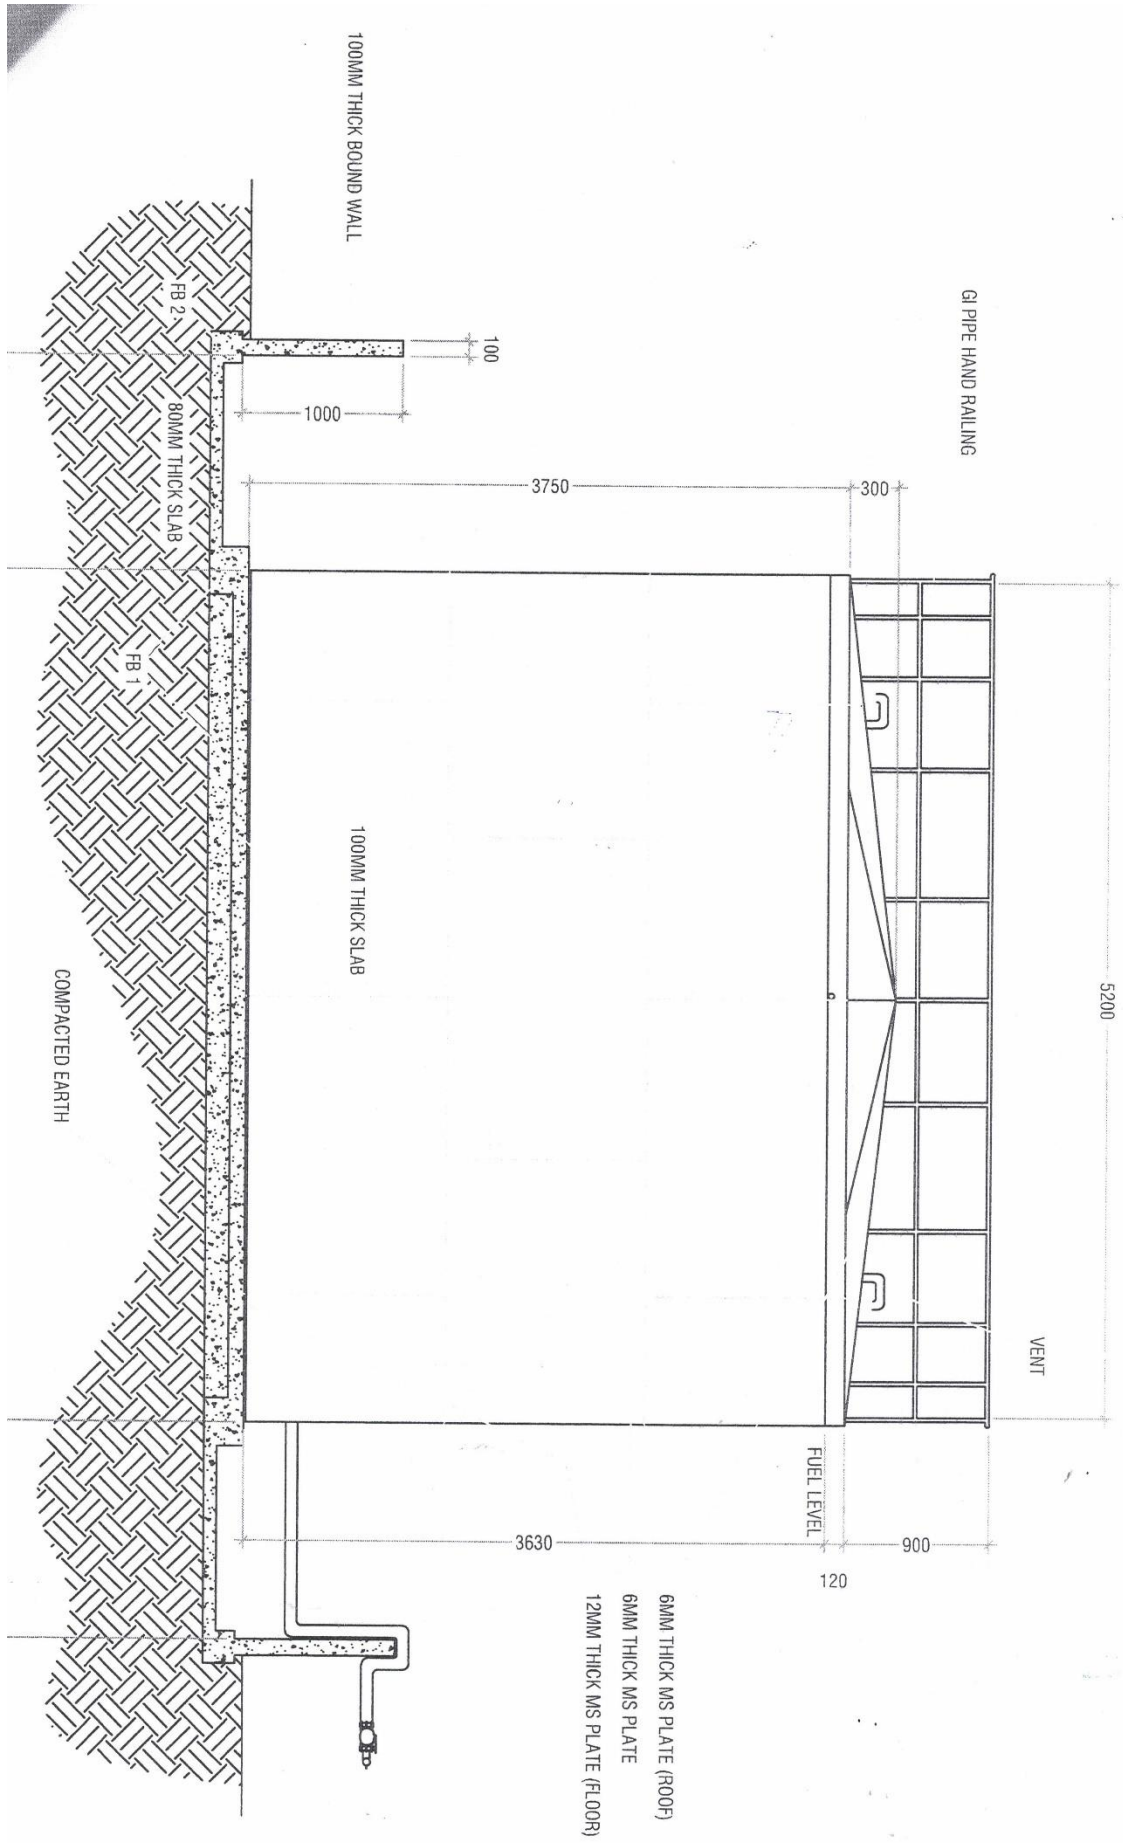 5200
VENT
GI PIPE HAND RAILING
300
900
120
FUEL LEVEL
6MM THICK MS PLATE (ROOF)
6MM THICK MS PLATE
12MM THICK MS PLATE (FLOOR)
3750
3630
100
1000
100MM THICK BOUND WALL
100MM THICK SLAB
FB 2
80MM THICK SLAB
FB 1
COMPACTED EARTH